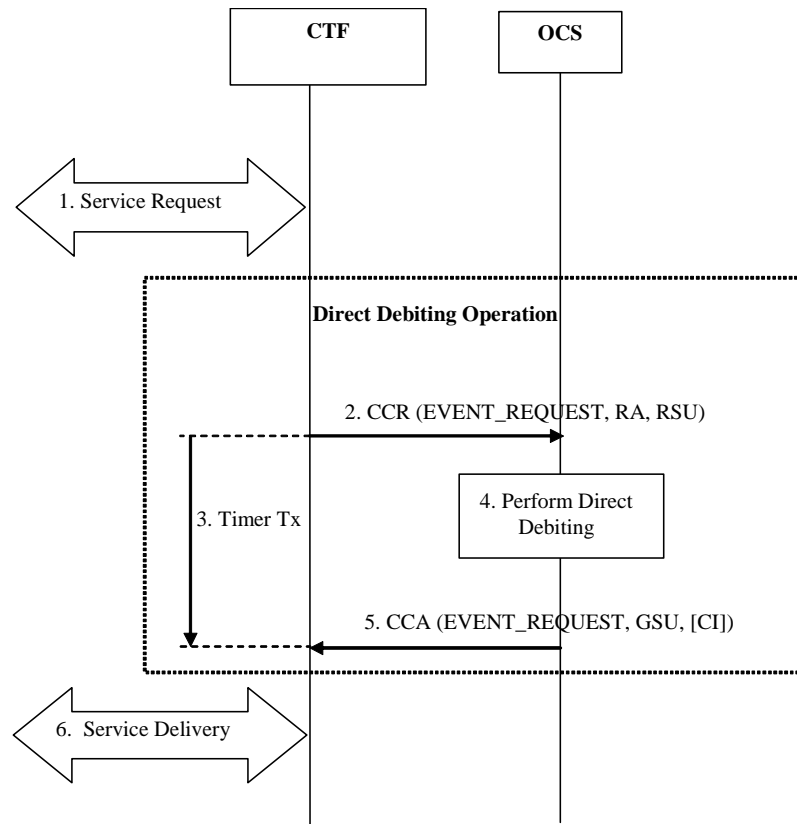 CTF
OCS
1. Service Request
Direct Debiting Operation
2. CCR (EVENT_REQUEST, RA, RSU)
3. Timer Tx
4. Perform Direct
Debiting
5. CCA (EVENT_REQUEST, GSU, [CI])
6. Service Delivery